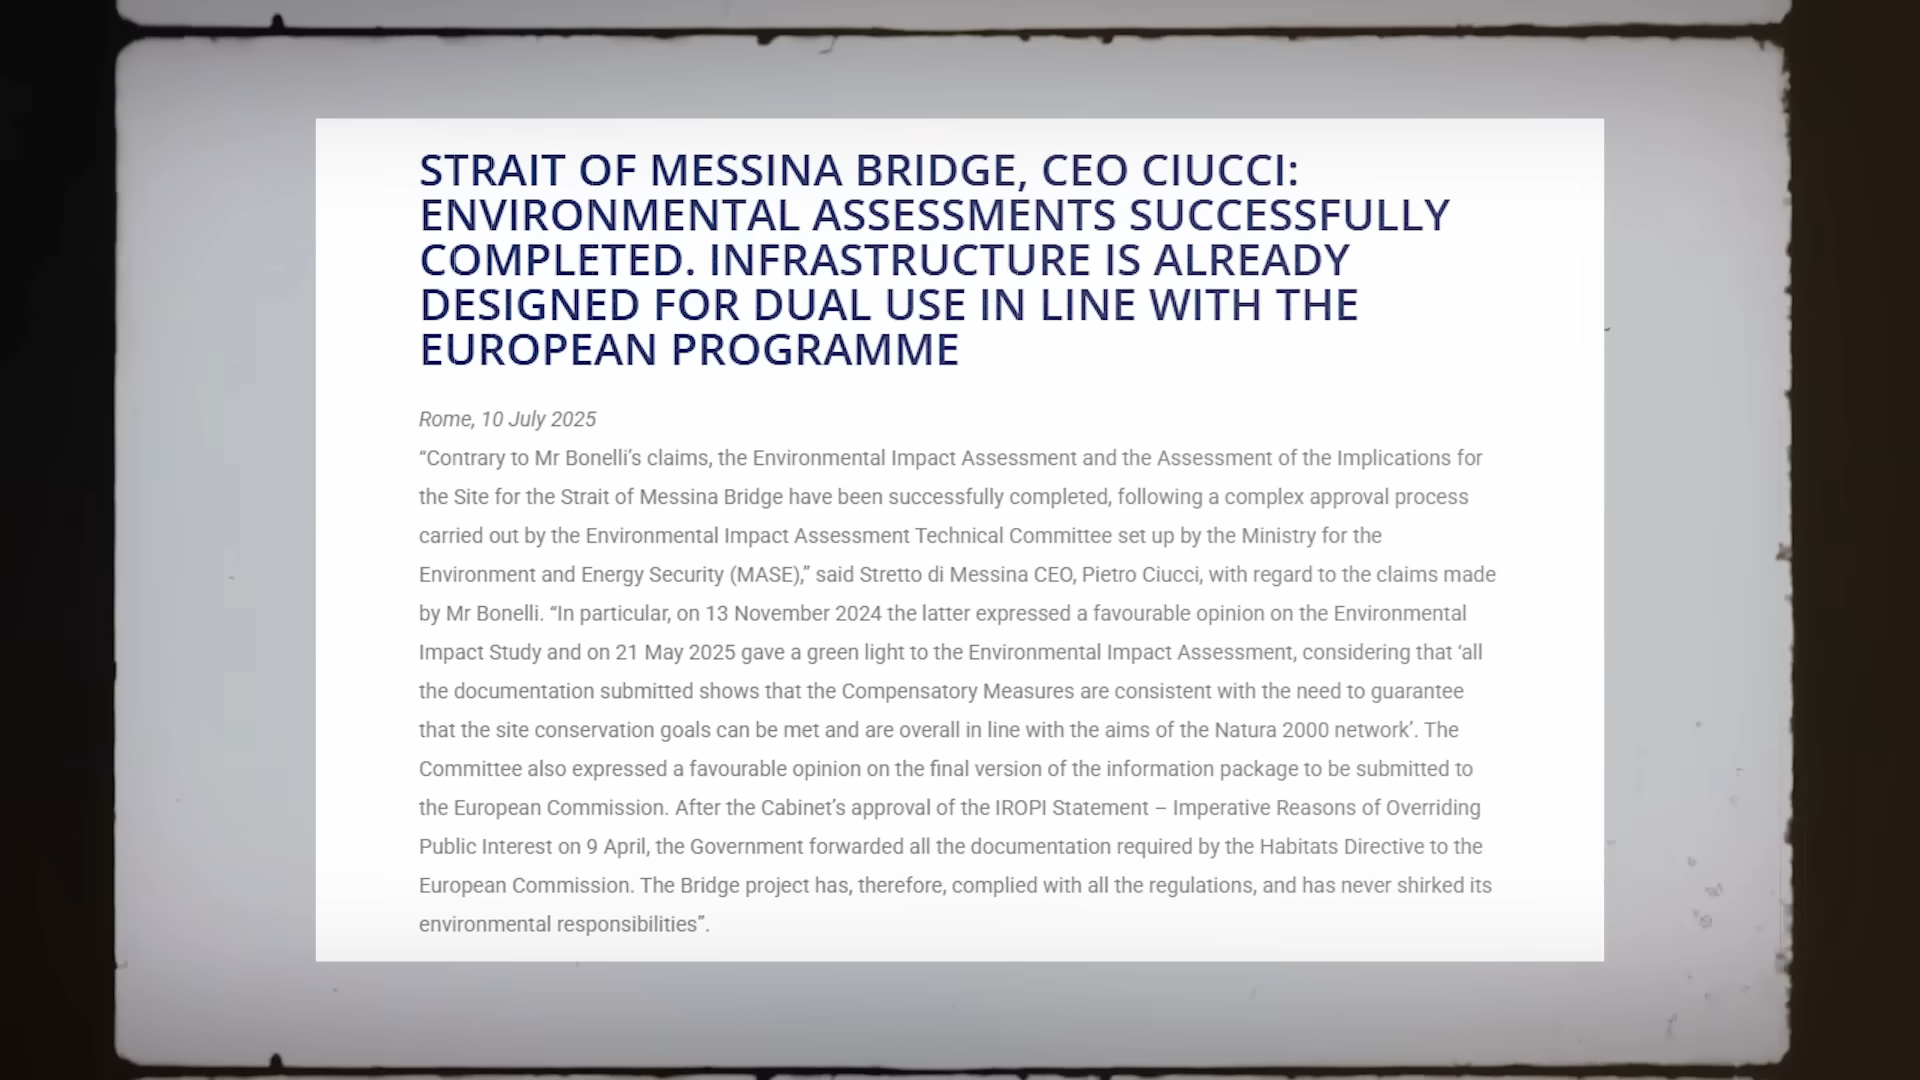 STRAIT OF MESSINA BRIDGE, CEO CIUCCI:
ENVIRONMENTAL ASSESSMENTS SUCCESSFULLY
COMPLETED. INFRASTRUCTURE IS ALREADY
DESIGNED FOR DUAL USE IN LINE WITH THE
EUROPEAN PROGRAMME
Rome, 10 July 2025
“Contrary to Mr Bonelli’s claims, the Environmental Impact Assessment and the Assessment of the Implications for
the Site for the Strait of Messina Bridge have been successfully completed, following a complex approval process
carried out by the Environmental Impact Assessment Technical Committee set up by the Ministry for the
Environment and Energy Security (MASE),” said Stretto di Messina CEO, Pietro Ciucci, with regard to the claims made
by Mr Bonelli. “In particular, on 13 November 2024 the latter expressed a favourable opinion on the Environmental
Impact Study and on 21 May 2025 gave a green light to the Environmental Impact Assessment, considering that ‘all
the documentation submitted shows that the Compensatory Measures are consistent with the need to guarantee
that the site conservation goals can be met and are overall in line with the aims of the Natura 2000 network’. The
Committee also expressed a favourable opinion on the final version of the information package to be submitted to
the European Commission. After the Cabinet’s approval of the IROPI Statement – Imperative Reasons of Overriding
Public Interest on 9 April, the Government forwarded all the documentation required by the Habitats Directive to the
European Commission. The Bridge project has, therefore, complied with all the regulations, and has never shirked its
environmental responsibilities”.